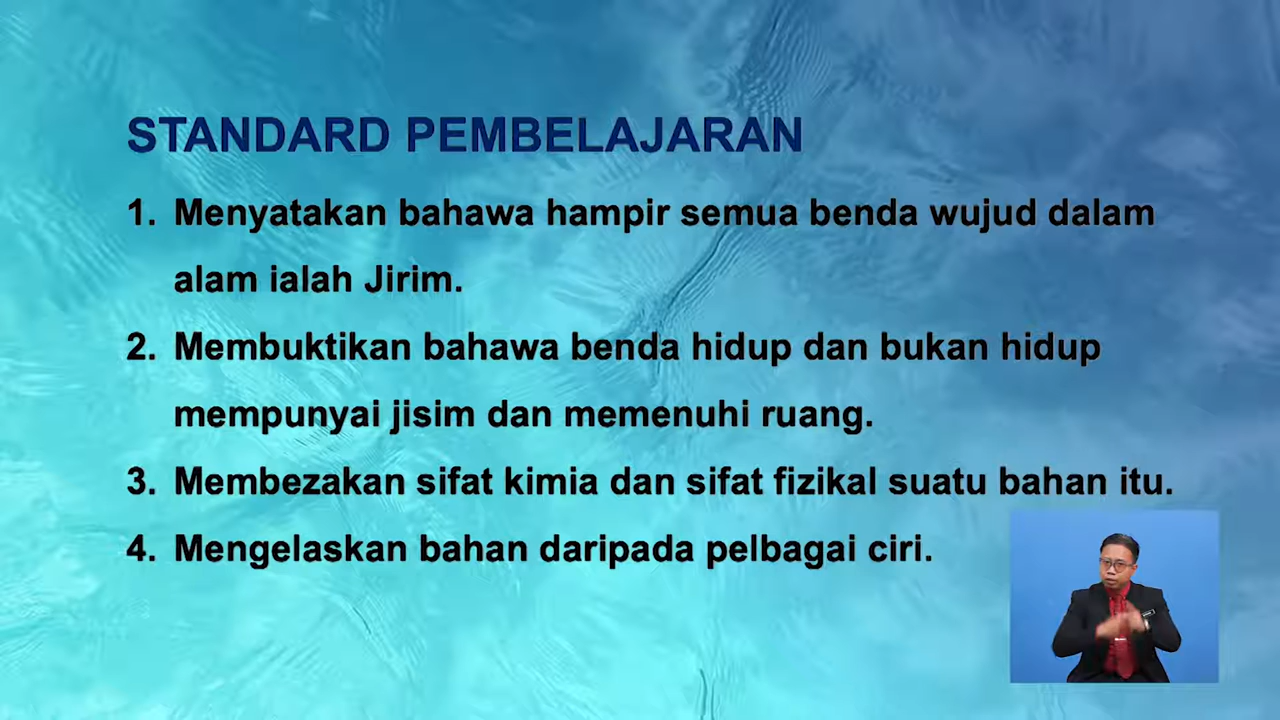 STANDARD PEMBELAJARAN
1. Menyatakan bahawa hampir semua benda wujud dalam
alam ialah Jirim.
2. Membuktikan bahawa benda hidup dan bukan hidup
mempunyai jisim dan memenuhi ruang.
3. Membezakan sifat kimia dan sifat fizikal suatu bahan itu.
4. Mengelaskan bahan daripada pelbagai ciri.